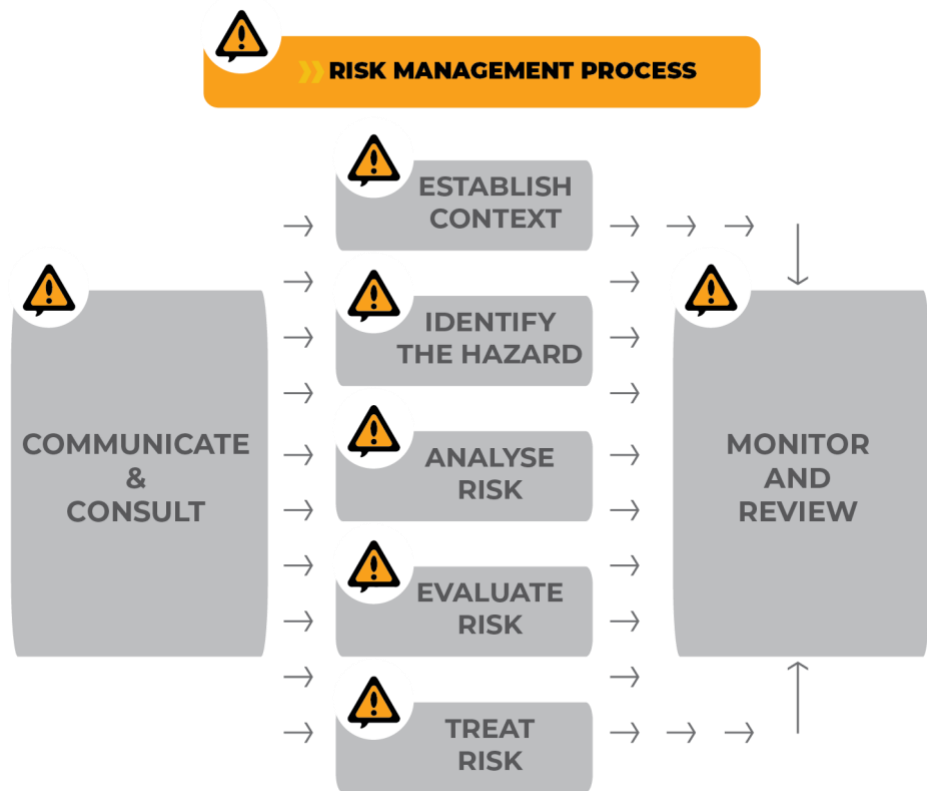 RISK MANAGEMENT PROCESS
ESTABLISH
CONTEXT
IDENTIFY
THE HAZARD
COMMUNICATE
&
CONSULT
ANALYSE
RISK
MONITOR
AND
REVIEW
EVALUATE
RISK
TREAT
RISK